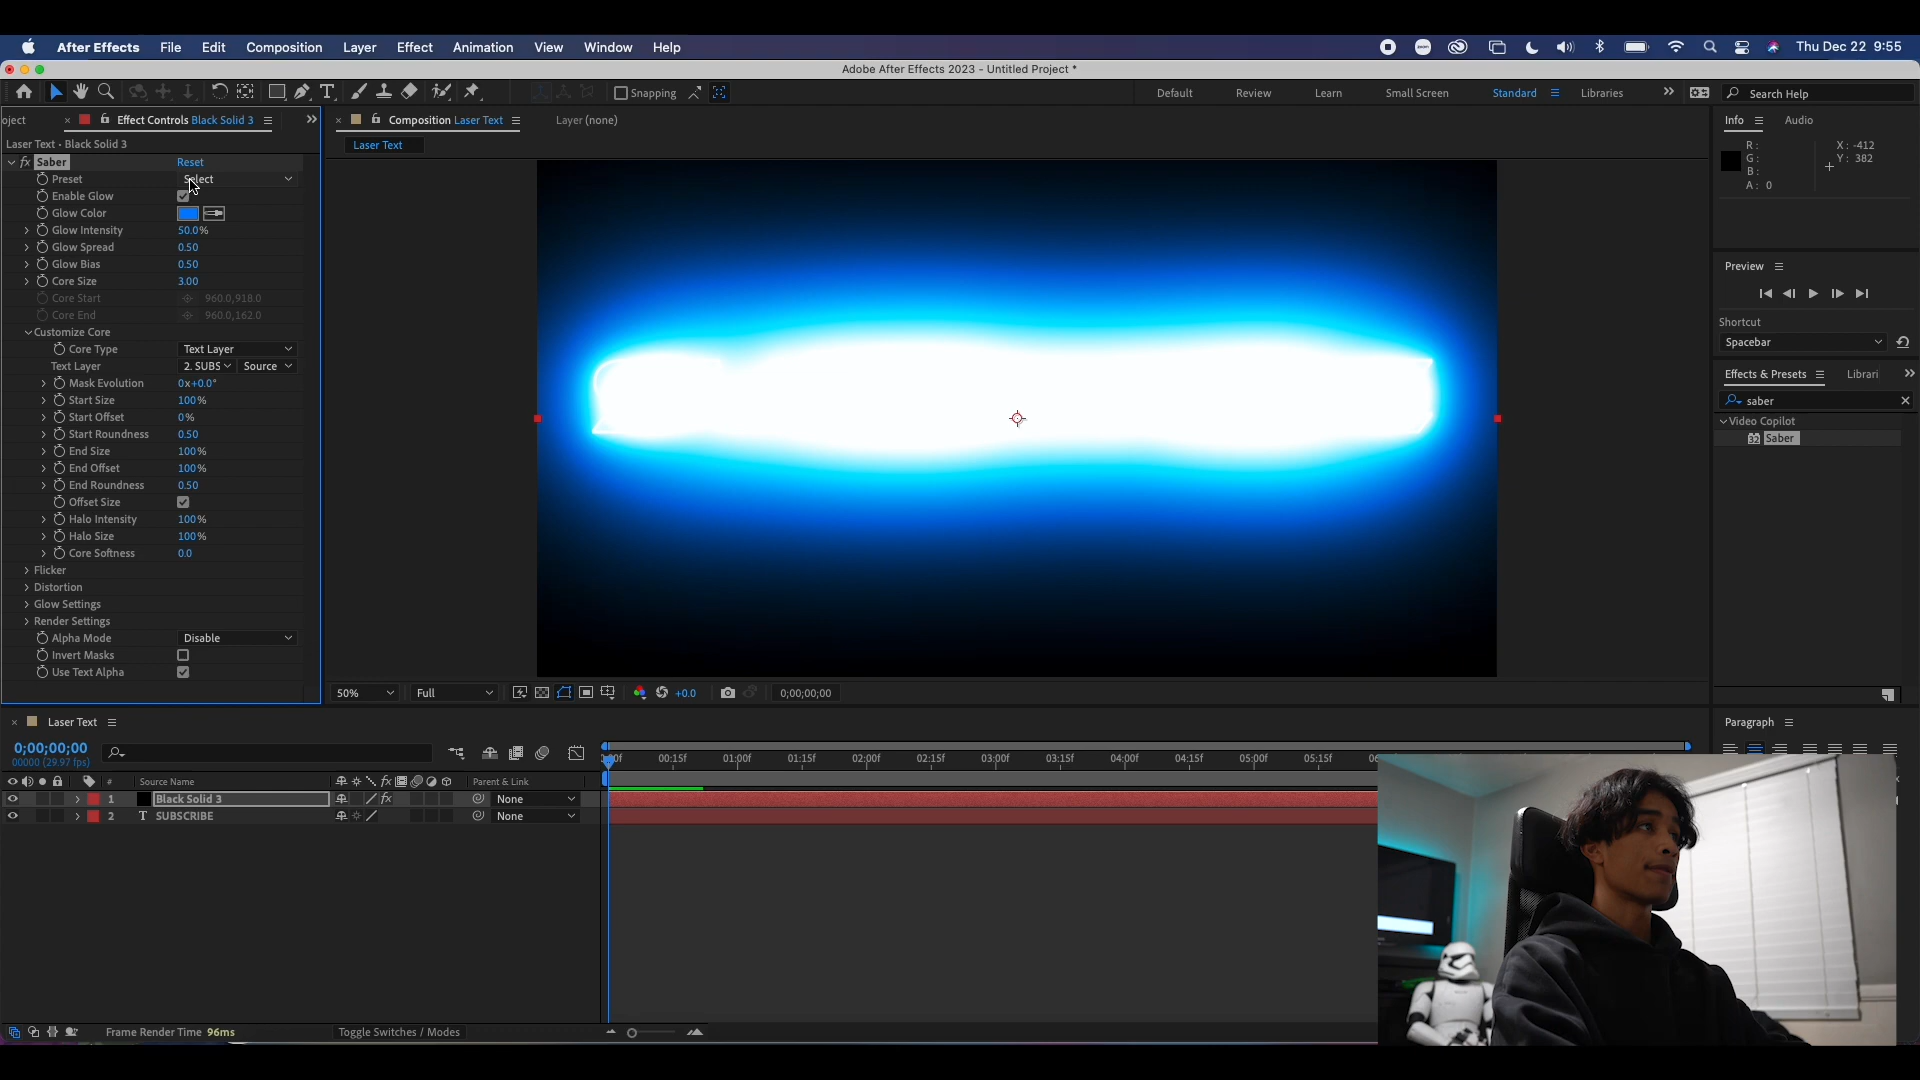 After Effects File Edit Composition Layer Effect Animation View Window Help
zoom
Thu Dec 22 9:55
Adobe After Effects 2023 - Untitled Project *
Snapping
Default Review Learn Small Screen Standard Libraries
Search Help
oject
Effect Controls Black Solid 3
Laser Text • Black Solid 3
fx Saber Reset
Preset Select
Enable Glow
Glow Color
Glow Intensity 50.0%
Glow Spread 0.50
Glow Bias 0.50
Core Size 3.00
Core Start 960.0,918.0
Core End 960.0,162.0
Customize Core
Core Type Text Layer
Text Layer 2. SUBS Source
Mask Evolution 0x+0.0°
Start Size 100%
Start Offset 0%
Start Roundness 0.50
End Size 100%
End Offset 100%
End Roundness 0.50
Offset Size
Halo Intensity 100%
Halo Size 100%
Core Softness 0.0
Flicker
Distortion
Glow Settings
Render Settings
Alpha Mode Disable
Invert Masks
Use Text Alpha
Composition Laser Text
Layer (none)
Laser Text
50% Full +0.0 0;00;00;00
Info Audio
R: X: -412
G: Y: 382
B:
A: 0
Preview
Shortcut
Spacebar
Effects & Presets Librari
saber
Video Copilot
32 Saber
Paragraph
Laser Text
0;00;00;00
00000 (29.97 fps)
00:15f 01:00f 01:15f 02:00f 02:15f 03:00f 03:15f 04:00f 04:15f 05:00f 05:15f
# Source Name fx Parent & Link
1 Black Solid 3 fx None
2 T SUBSCRIBE None
Frame Render Time 96ms
Toggle Switches / Modes